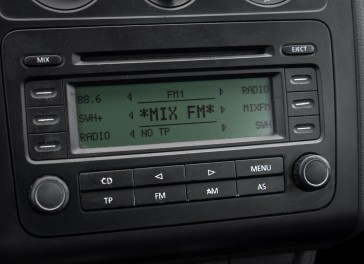 MIX
EJECT
88.6 FM1 RADIO
SWH+ *MIX FM* MIXFM
RADIO NO TP SWH
CD MENU
TP FM AM AS